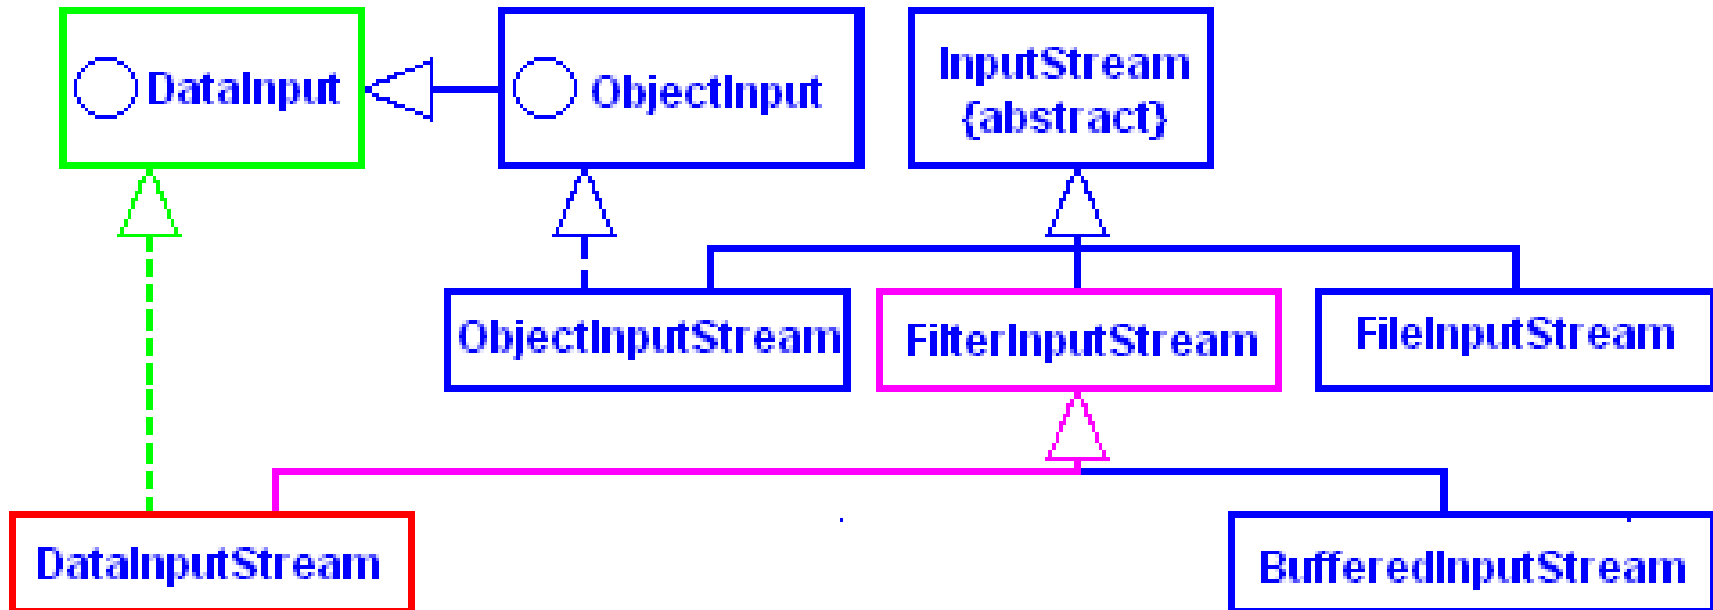 DataInput
ObjectInput
InputStream
{abstract}
ObjectInputStream
FilterInputStream
FileInputStream
DataInputStream
BufferedInputStream